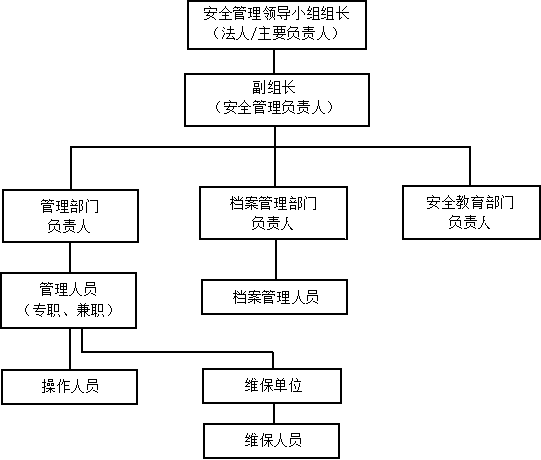 安全管理领导小组组长
（法人/主要负责人）
副组长
（安全管理负责人）
管理部门
负责人
档案管理部门
负责人
安全教育部门
负责人
管理人员
（专职、兼职）
档案管理人员
操作人员
维保单位
维保人员